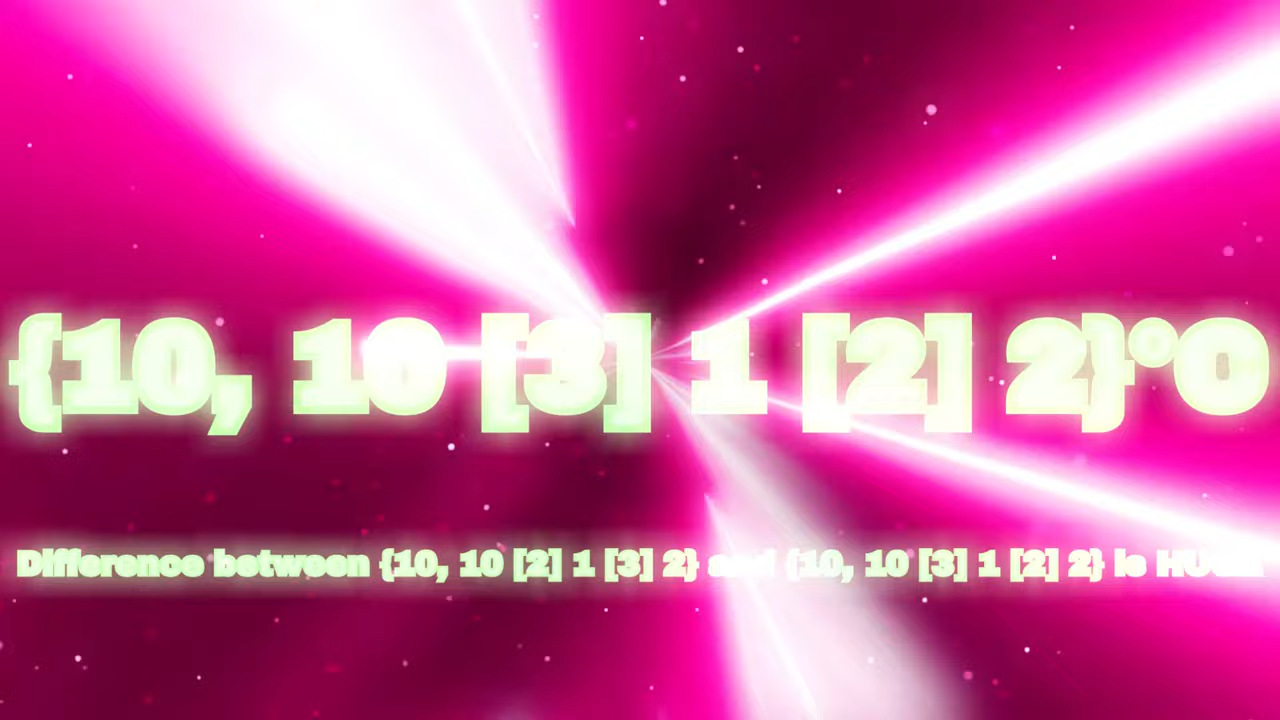 {10, 10 [3] 1 [2] 2}°0
Difference between {10, 10 [2] 1 [3] 2} and {10, 10 [3] 1 [2] 2} is